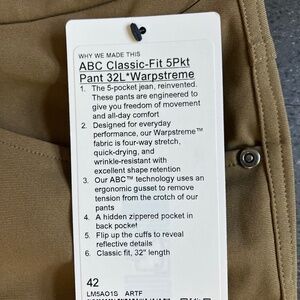 WHY WE MADE THIS
ABC Classic-Fit 5Pkt
Pant 32L*Warpstreme
1. The 5-pocket jean, reinvented.
These pants are engineered to
give you freedom of movement
and all-day comfort
2. Designed for everyday
performance, our Warpstreme™
fabric is four-way stretch,
quick-drying, and
wrinkle-resistant with
excellent shape retention
3. Our ABC™ technology uses an
ergonomic gusset to remove
tension from the crotch of our
pants
4. A hidden zippered pocket in
back pocket
5. Flip up the cuffs to reveal
reflective details
6. Classic fit, 32" length
42
LM5AO1S ARTF